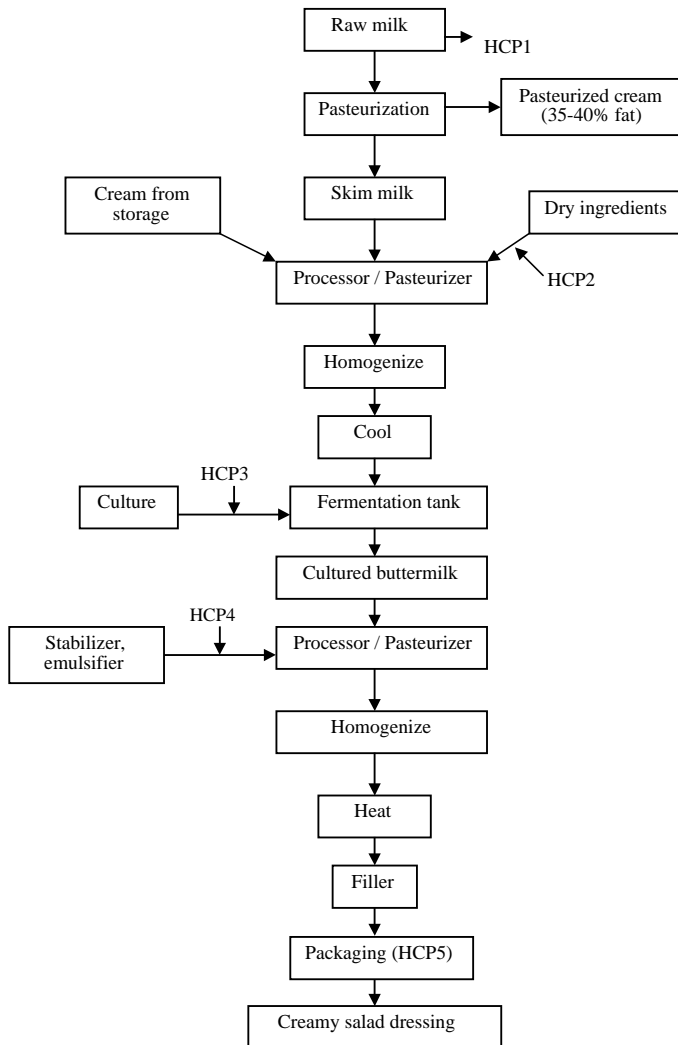 Raw milk
HCP1
Pasteurization
Pasteurized cream
(35-40% fat)
Cream from
storage
Skim milk
Dry ingredients
Processor / Pasteurizer
HCP2
Homogenize
Cool
HCP3
Culture
Fermentation tank
Cultured buttermilk
HCP4
Stabilizer,
emulsifier
Processor / Pasteurizer
Homogenize
Heat
Filler
Packaging (HCP5)
Creamy salad dressing